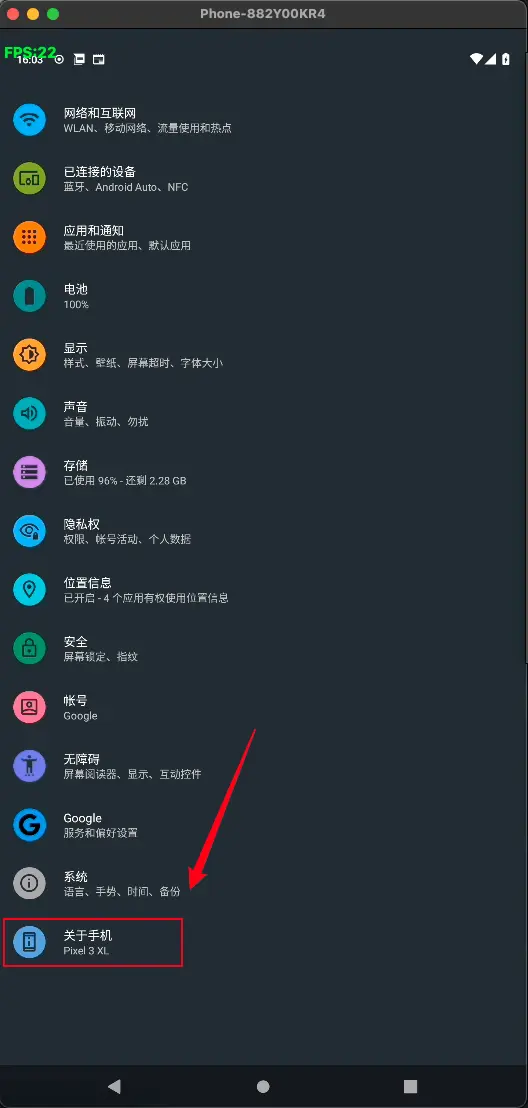 Phone-882Y00KR4
FPS:22
16:03
网络和互联网
WLAN、移动网络、流量使用和热点
已连接的设备
蓝牙、Android Auto、NFC
应用和通知
最近使用的应用、默认应用
电池
100%
显示
样式、壁纸、屏幕超时、字体大小
声音
音量、振动、勿扰
存储
已使用 96% - 还剩 2.28 GB
隐私权
权限、帐号活动、个人数据
位置信息
已开启 - 4 个应用有权使用位置信息
安全
屏幕锁定、指纹
帐号
Google
无障碍
屏幕阅读器、显示、互动控件
Google
服务和偏好设置
系统
语言、手势、时间、备份
关于手机
Pixel 3 XL